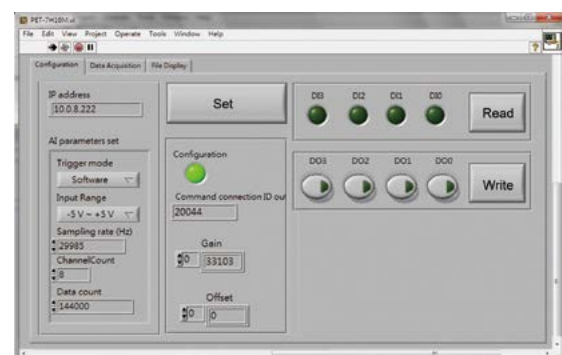 PET-7H16M.vi
File Edit View Project Operate Tools Window Help
Configuration Data Acquisition File Display
IP address
10.0.8.222
AI parameters set
Trigger mode
Software
Input Range
-5 V ~ +5 V
Sampling rate (Hz)
29985
ChannelCount
8
Data count
144000
Set
Configuration
Command connection ID out
20044
Gain
0 33103
Offset
0 0
DI3 DI2 DI1 DI0
Read
DO3 DO2 DO1 DO0
Write